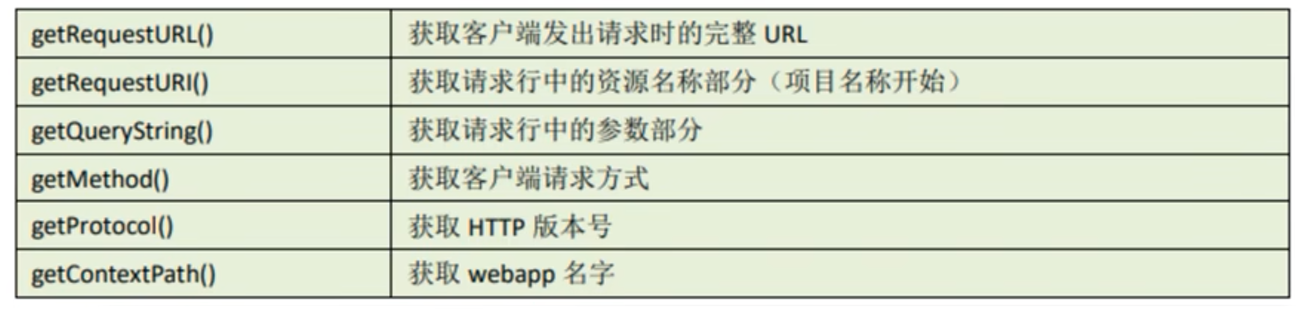 getRequestURL() 获取客户端发出请求时的完整 URL
getRequestURI() 获取请求行中的资源名称部分（项目名称开始）
getQueryString() 获取请求行中的参数部分
getMethod() 获取客户端请求方式
getProtocol() 获取 HTTP 版本号
getContextPath() 获取 webapp 名字